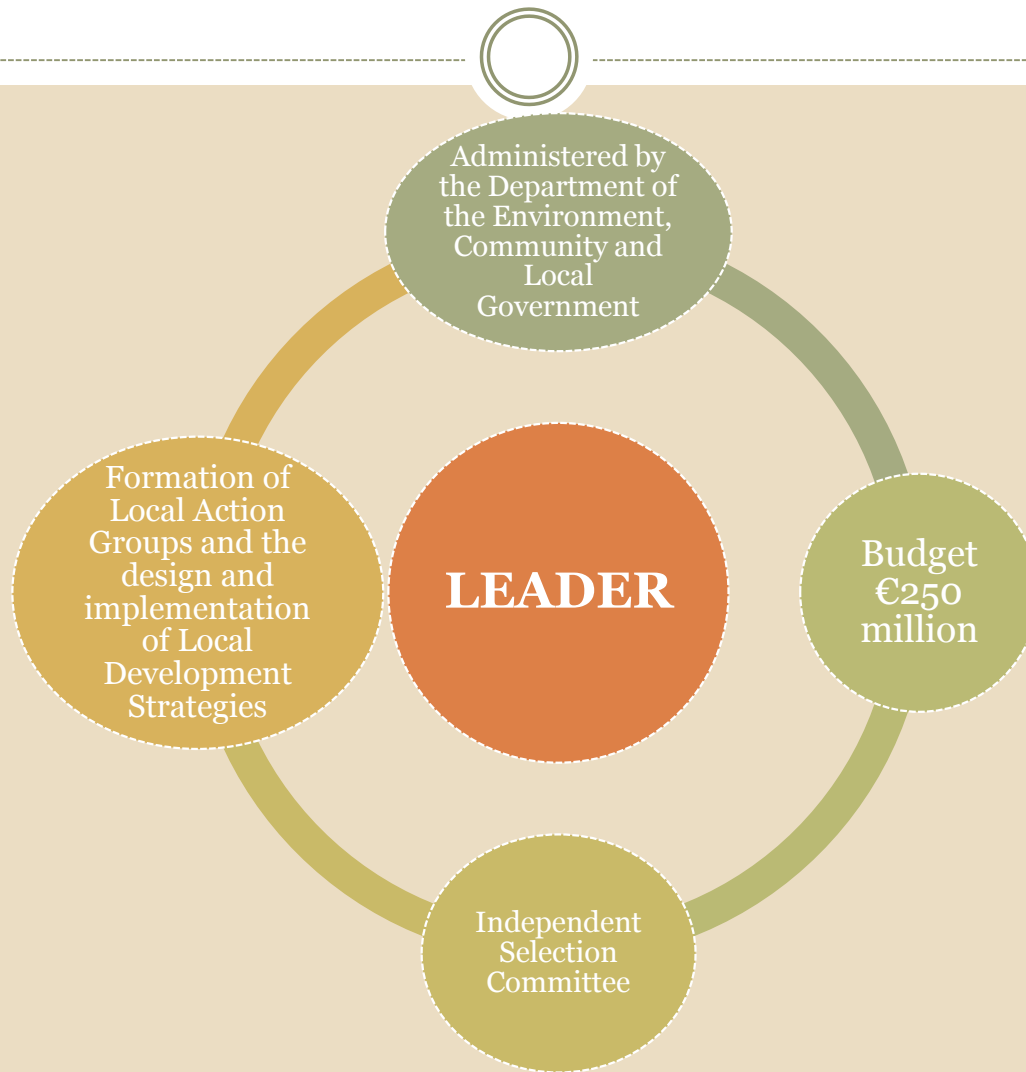 Administered by
the Department of
the Environment,
Community and
Local
Government
Formation of
Local Action
Groups and the
design and
implementation
of Local
Development
Strategies
LEADER
Budget
€250
million
Independent
Selection
Committee